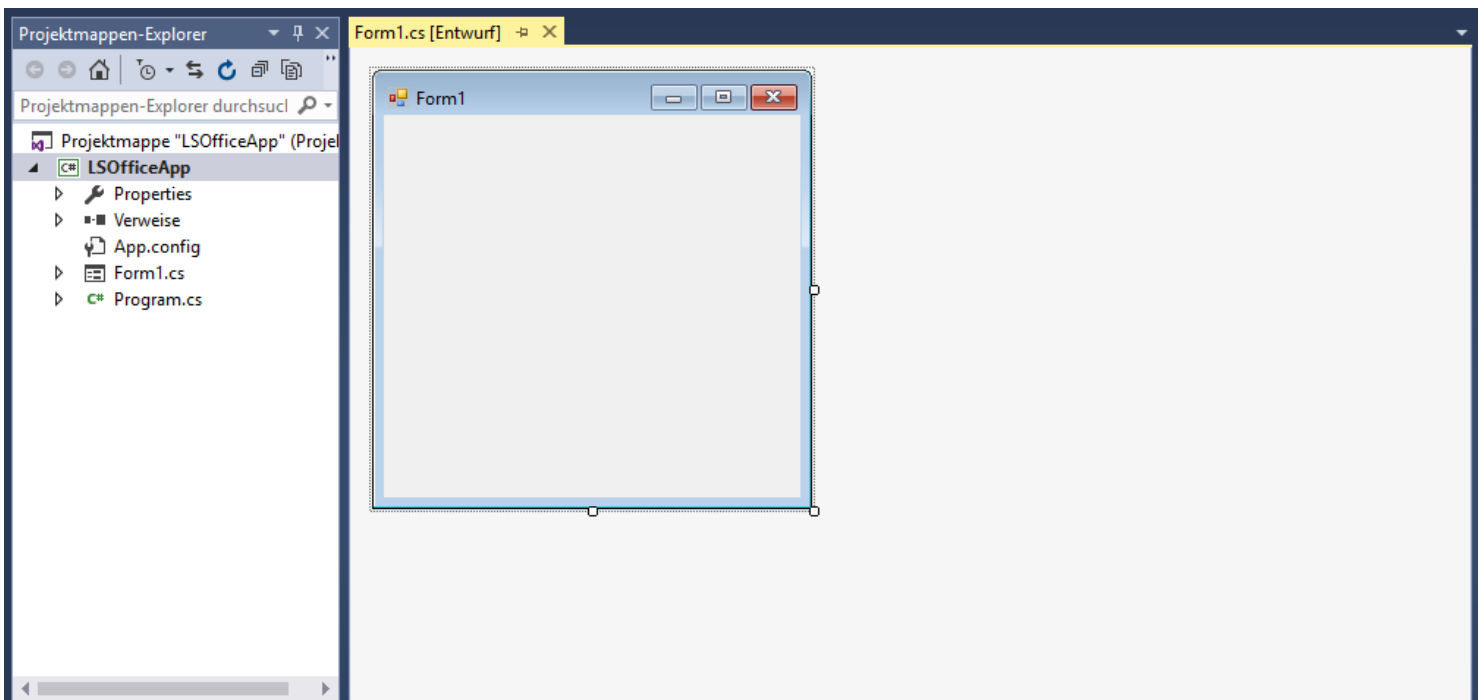 Projektmappen-Explorer
Form1.cs [Entwurf]
Projektmappen-Explorer durchsucl
Form1
Projektmappe "LSOfficeApp" (Projel
C# LSOfficeApp
Properties
Verweise
App.config
Form1.cs
C# Program.cs